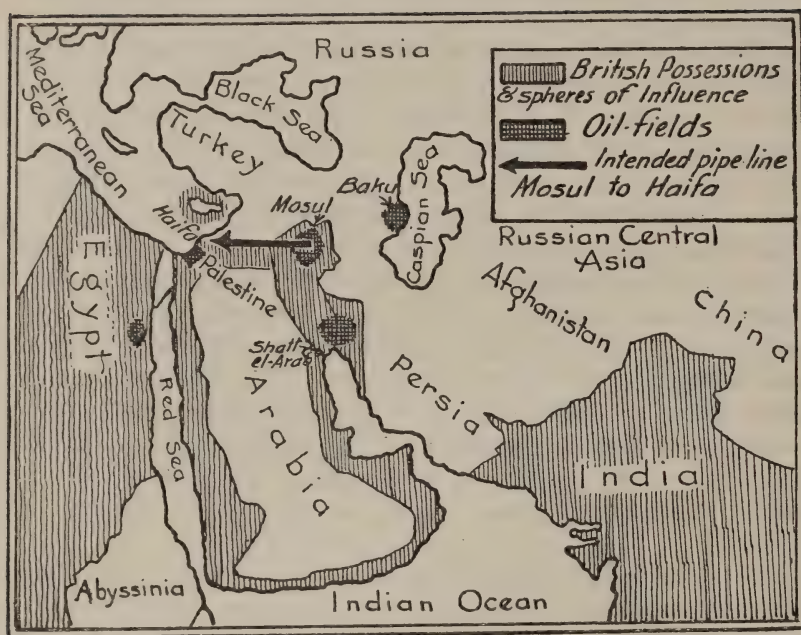 Russia
Mediterranean
Sea
Black Sea
Turkey
British Possessions
& spheres of Influence
Oil-fields
Intended pipe line
Mosul to Haifa
Baku
Caspian Sea
Mosul
Haifa
Palestine
Russian Central
Asia
Afghanistan
China
Egypt
Shatt-
el-Arab
Persia
Red Sea
Arabia
India
Abyssinia
Indian Ocean